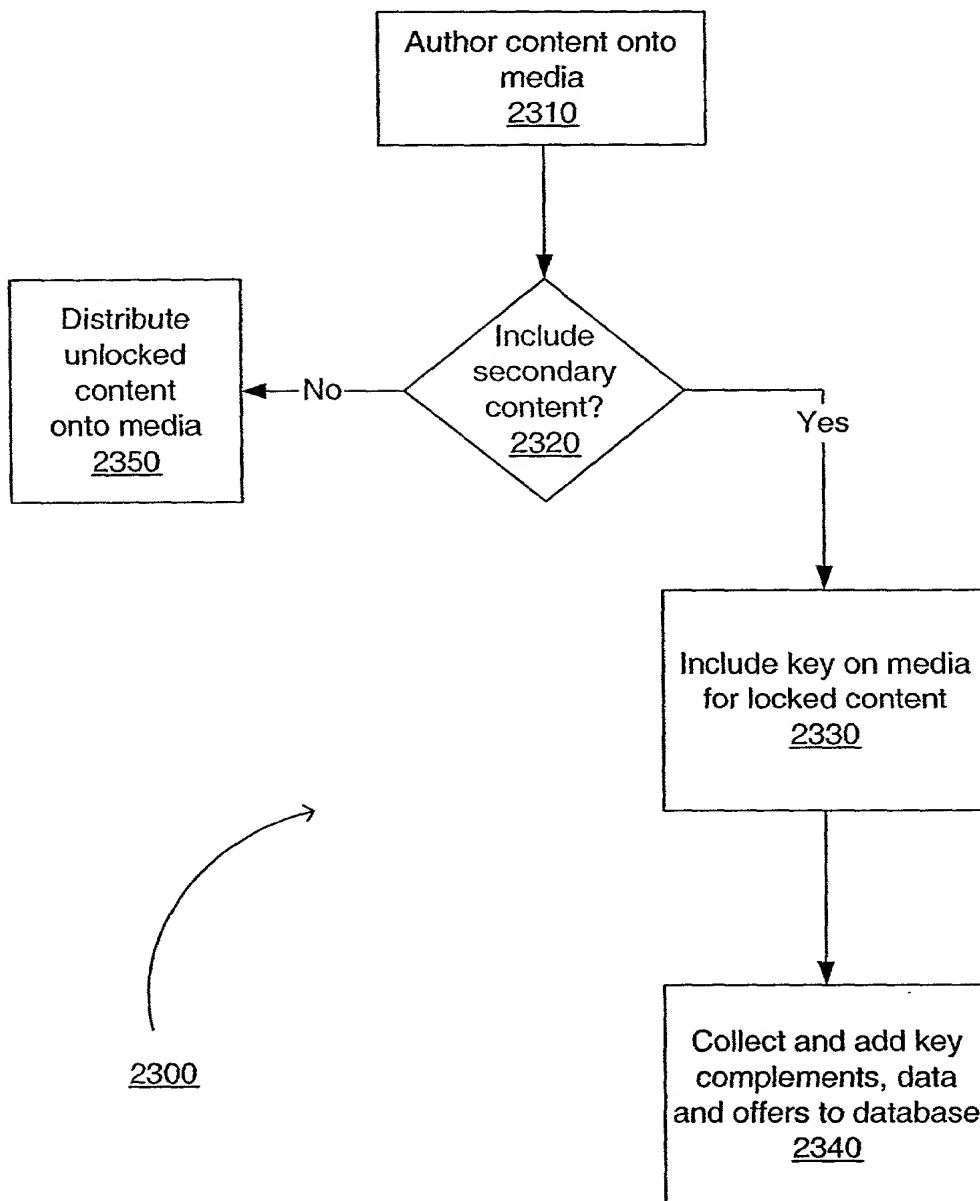 Author content onto
media
2310
Include
secondary
content?
2320
No
Yes
Distribute
unlocked
content
onto media
2350
Include key on media
for locked content
2330
Collect and add key
complements, data
and offers to database
2340
2300